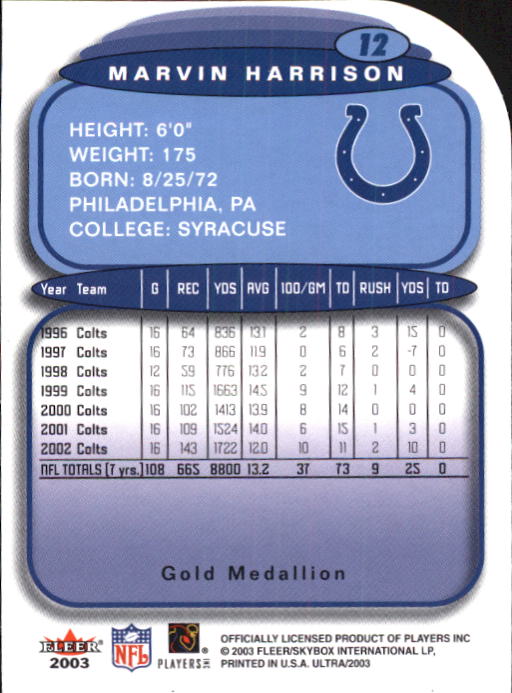 12
MARVIN HARRISON
HEIGHT: 6'0"
WEIGHT: 175
BORN: 8/25/72
PHILADELPHIA, PA
COLLEGE: SYRACUSE
Year Team G REC YDS AVG 100/GM TD RUSH YDS TD
1996 Colts 16 64 836 13.1 2 8 3 15 0
1997 Colts 16 73 866 11.9 0 6 2 -7 0
1998 Colts 12 59 776 13.2 2 7 0 0 0
1999 Colts 16 115 1663 14.5 9 12 1 4 0
2000 Colts 16 102 1413 13.9 8 14 0 0 0
2001 Colts 16 109 1524 14.0 6 15 1 3 0
2002 Colts 16 143 1722 12.0 10 11 2 10 0
NFL TOTALS (7 yrs.) 108 665 8800 13.2 37 73 9 25 0
Gold Medallion
FLEER
2003
NFL
PLAYERS INC
OFFICIALLY LICENSED PRODUCT OF PLAYERS INC
© 2003 FLEER/SKYBOX INTERNATIONAL LP,
PRINTED IN U.S.A. ULTRA/2003